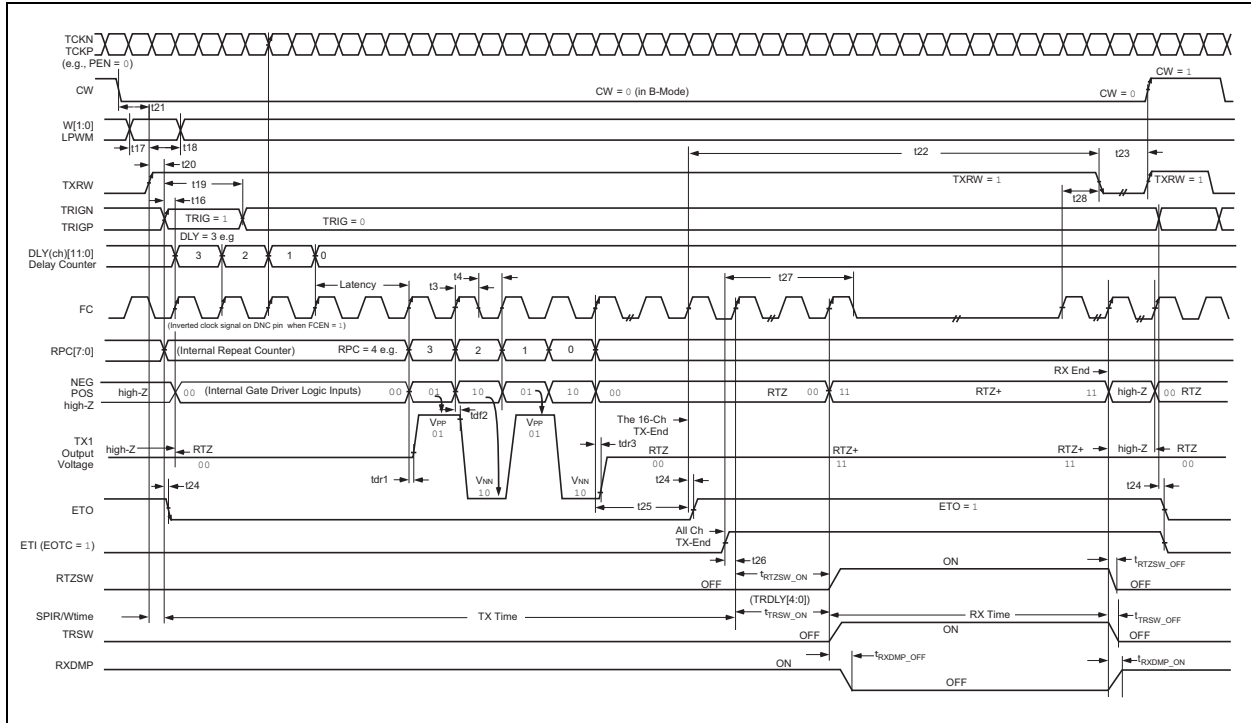 TCKN
TCKP
(e.g., PEN = 0)
CW = 1
CW
CW = 0 (in B-Mode)
CW = 0
t21
W[1:0]
LPWM
t17
t18
t20
t22
t23
TXRW
t19
TXRW = 1
TXRW = 1
t16
t28
TRIGN
TRIGP
TRIG = 1
TRIG = 0
DLY = 3 e.g
DLY(ch)[11:0]
Delay Counter
3 2 1 0
t4
t27
Latency
t3
FC
(Inverted clock signal on DNC pin when FCEN = 1)
RPC[7:0]
(Internal Repeat Counter)
RPC = 4 e.g.
3 2 1 0
RX End
NEG
POS
high-Z
high-Z
00
(Internal Gate Driver Logic Inputs)
00
01
10
01
10
00
RTZ
00
11
RTZ+
11
high-Z
00
RTZ
TX1
Output
Voltage
high-Z
RTZ
00
VPP
01
tdf2
VPP
01
The 16-Ch
TX-End
tdr3
RTZ
00
RTZ+
11
RTZ+
11
high-Z
RTZ
00
tdr1
VNN
10
VNN
10
t24
t24
t24
ETO
t25
ETO = 1
All Ch
TX-End
ETI (EOTC = 1)
t26
RTZSW
OFF
tRTZSW_ON
ON
tRTZSW_OFF
OFF
(TRDLY[4:0])
SPIR/Wtime
TX Time
tTRSW_ON
RX Time
tTRSW_OFF
TRSW
OFF
ON
OFF
RXDMP
ON
tRXDMP_OFF
OFF
tRXDMP_ON